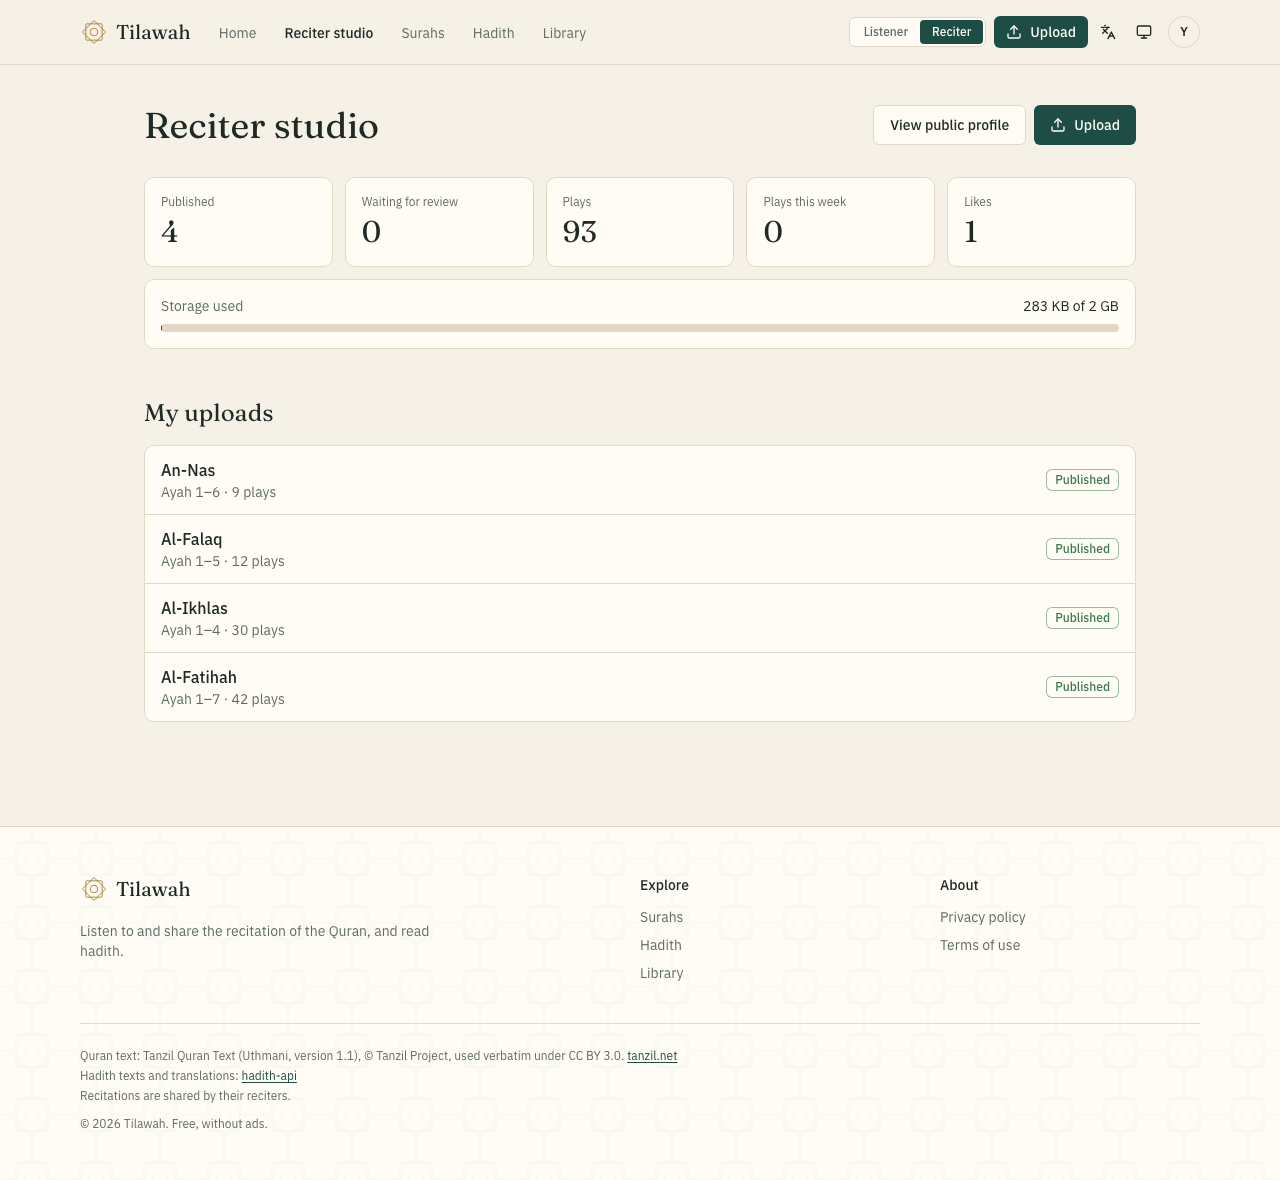 Tilawah
Home
Reciter studio
Surahs
Hadith
Library
Listener
Reciter
Upload
Y
Reciter studio
View public profile
Upload
Published
4
Waiting for review
0
Plays
93
Plays this week
0
Likes
1
Storage used
283 KB of 2 GB
My uploads
An-Nas
Ayah 1–6 · 9 plays
Published
Al-Falaq
Ayah 1–5 · 12 plays
Published
Al-Ikhlas
Ayah 1–4 · 30 plays
Published
Al-Fatihah
Ayah 1–7 · 42 plays
Published
Tilawah
Listen to and share the recitation of the Quran, and read
hadith.
Explore
Surahs
Hadith
Library
About
Privacy policy
Terms of use
Quran text: Tanzil Quran Text (Uthmani, version 1.1), © Tanzil Project, used verbatim under CC BY 3.0. tanzil.net
Hadith texts and translations: hadith-api
Recitations are shared by their reciters.
© 2026 Tilawah. Free, without ads.